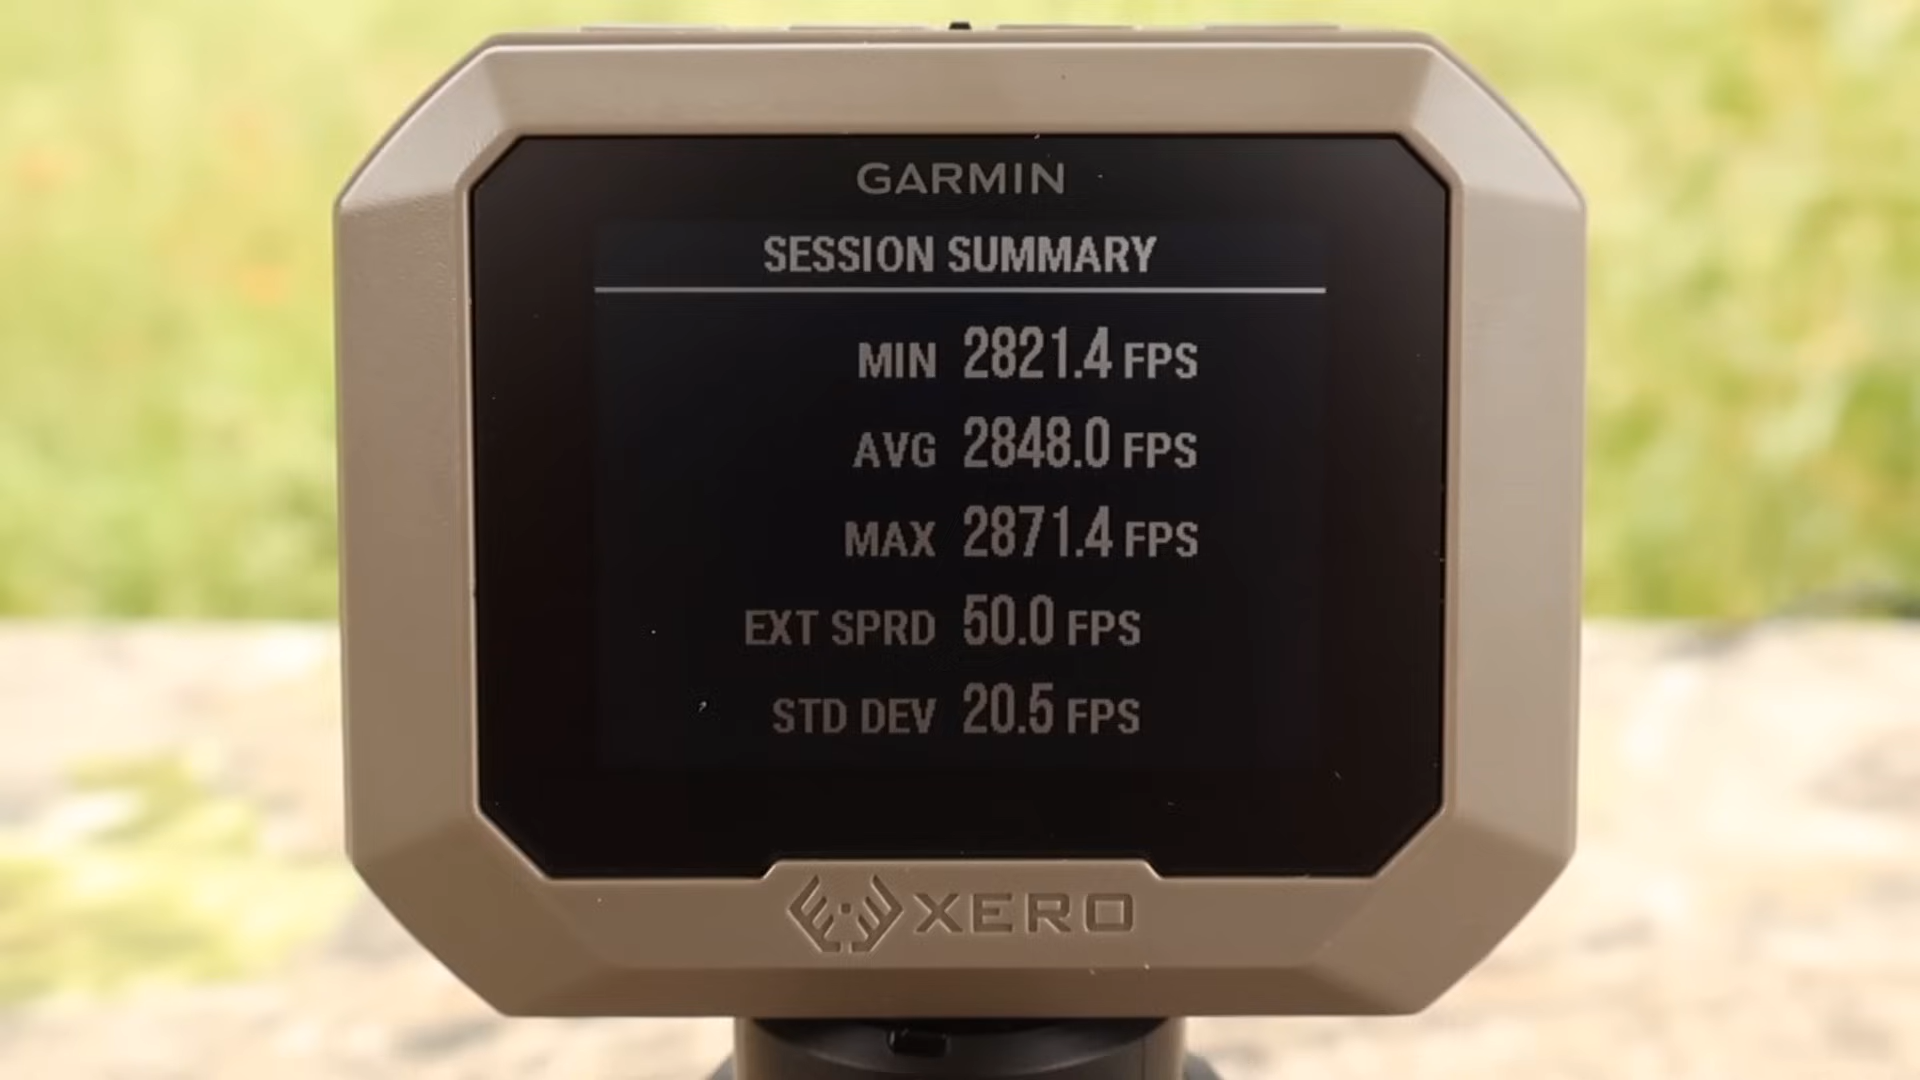 GARMIN
SESSION SUMMARY
MIN 2821.4 FPS
AVG 2848.0 FPS
MAX 2871.4 FPS
EXT SPRD 50.0 FPS
STD DEV 20.5 FPS
XERO